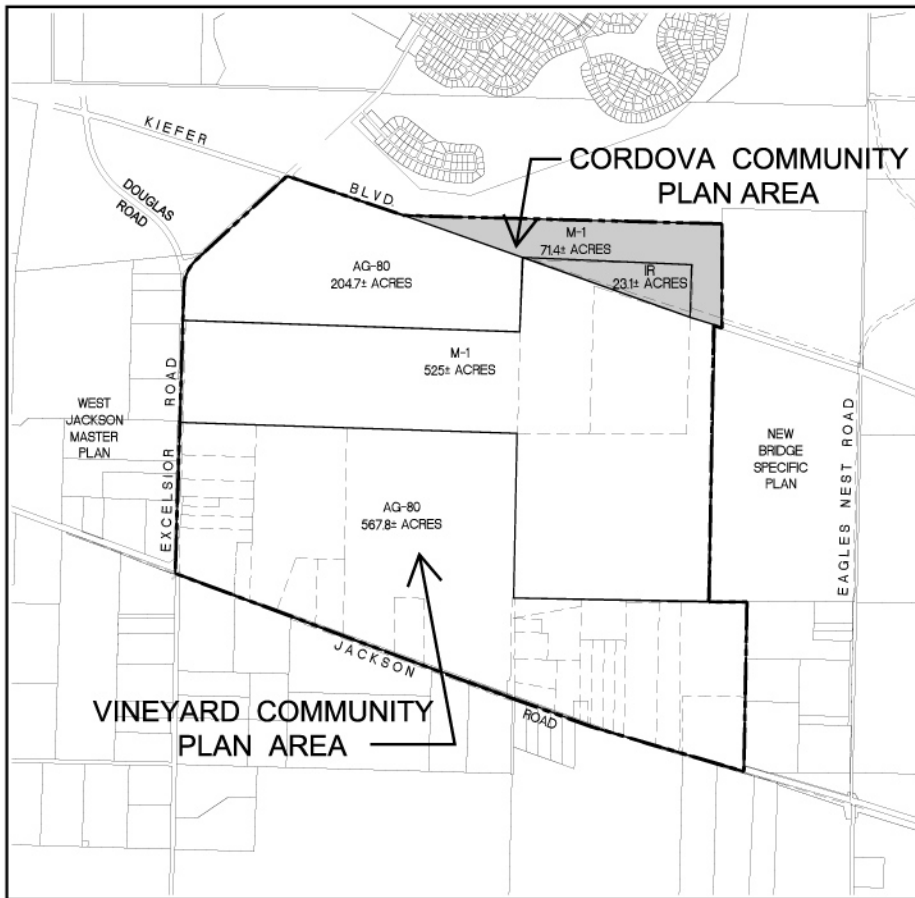 KIEFER
BLVD.
DOUGLAS
ROAD
CORDOVA COMMUNITY
PLAN AREA
M-1
71.4± ACRES
IR
23.1± ACRES
AG-80
204.7± ACRES
M-1
525± ACRES
EXCELSIOR ROAD
WEST
JACKSON
MASTER
PLAN
NEW
BRIDGE
SPECIFIC
PLAN
EAGLES NEST ROAD
AG-80
567.8± ACRES
JACKSON
ROAD
VINEYARD COMMUNITY
PLAN AREA